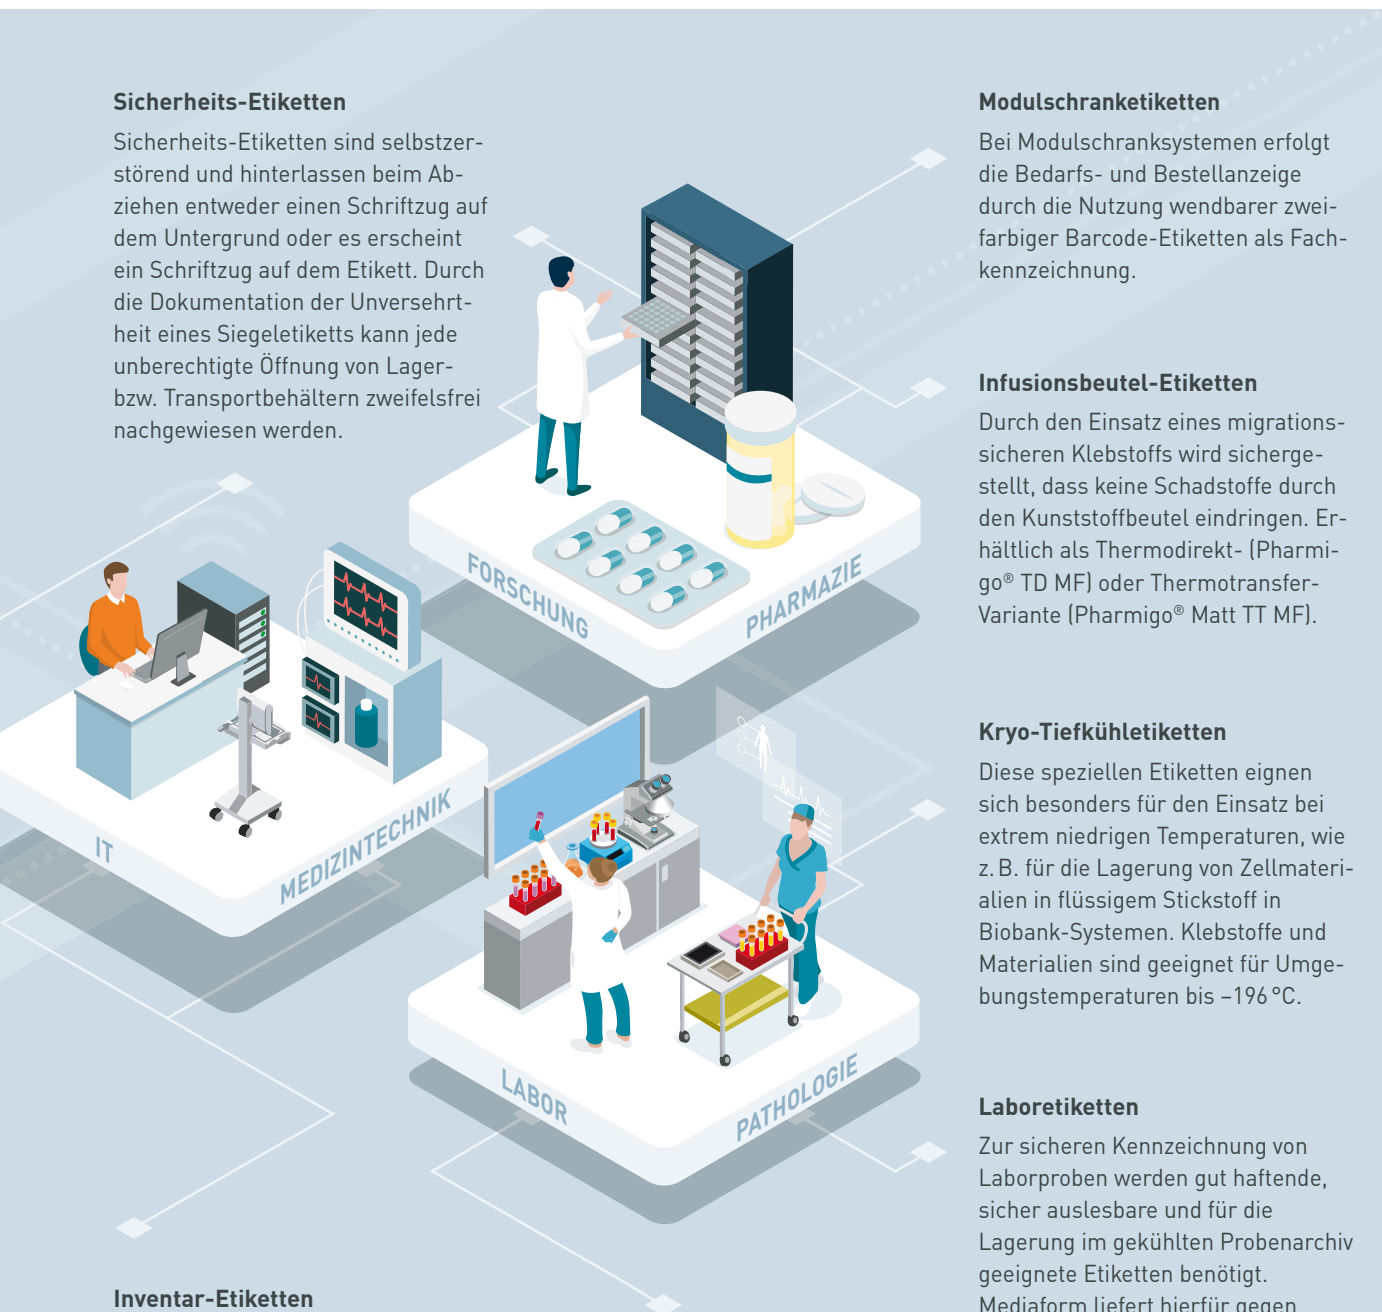 Sicherheits-Etiketten
Sicherheits-Etiketten sind selbstzer-
störend und hinterlassen beim Ab-
ziehen entweder einen Schriftzug auf
dem Untergrund oder es erscheint
ein Schriftzug auf dem Etikett. Durch
die Dokumentation der Unversehrt-
heit eines Siegeletiketts kann jede
unberechtigte Öffnung von Lager-
bzw. Transportbehältern zweifelsfrei
nachgewiesen werden.
Modulschranketiketten
Bei Modulschranksystemen erfolgt
die Bedarfs- und Bestellanzeige
durch die Nutzung wendbarer zwei-
farbiger Barcode-Etiketten als Fach-
kennzeichnung.
Infusionsbeutel-Etiketten
Durch den Einsatz eines migrations-
sicheren Klebstoffs wird sicherge-
stellt, dass keine Schadstoffe durch
den Kunststoffbeutel eindringen. Er-
hältlich als Thermodirekt- (Pharmi-
go® TD MF) oder Thermotransfer-
Variante (Pharmigo® Matt TT MF).
FORSCHUNG
PHARMAZIE
IT
MEDIZINTECHNIK
Kryo-Tiefkühletiketten
Diese speziellen Etiketten eignen
sich besonders für den Einsatz bei
extrem niedrigen Temperaturen, wie
z. B. für die Lagerung von Zellmateri-
alien in flüssigem Stickstoff in
Biobank-Systemen. Klebstoffe und
Materialien sind geeignet für Umge-
bungstemperaturen bis –196 °C.
LABOR
PATHOLOGIE
Laboretiketten
Zur sicheren Kennzeichnung von
Laborproben werden gut haftende,
sicher auslesbare und für die
Lagerung im gekühlten Probenarchiv
geeignete Etiketten benötigt.
Mediaform liefert hierfür gegen
Inventar-Etiketten